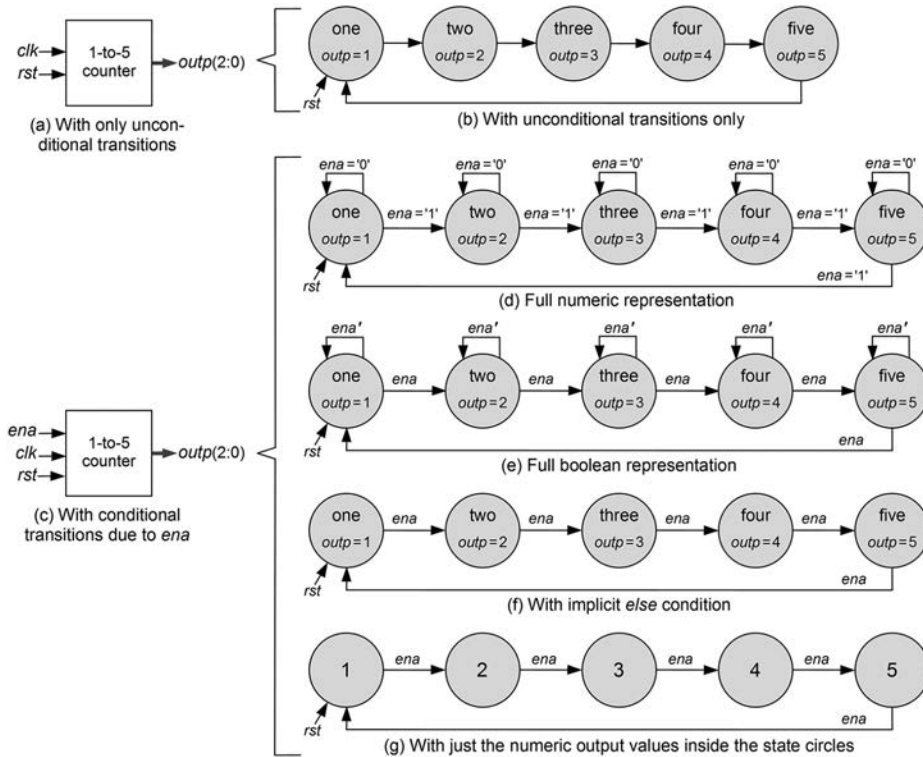 clk
rst
1-to-5
counter
outp(2:0)
(a) With only uncon-
ditional transitions
one
outp=1
two
outp=2
three
outp=3
four
outp=4
five
outp=5
rst
(b) With unconditional transitions only
ena='0'
ena='0'
ena='0'
ena='0'
ena='0'
one
outp=1
ena='1'
two
outp=2
ena='1'
three
outp=3
ena='1'
four
outp=4
ena='1'
five
outp=5
rst
ena='1'
(d) Full numeric representation
ena'
ena'
ena'
ena'
ena'
one
outp=1
ena
two
outp=2
ena
three
outp=3
ena
four
outp=4
ena
five
outp=5
rst
ena
(e) Full boolean representation
ena
clk
rst
1-to-5
counter
outp(2:0)
(c) With conditional
transitions due to ena
one
outp=1
ena
two
outp=2
ena
three
outp=3
ena
four
outp=4
ena
five
outp=5
rst
ena
(f) With implicit else condition
1
ena
2
ena
3
ena
4
ena
5
rst
ena
(g) With just the numeric output values inside the state circles